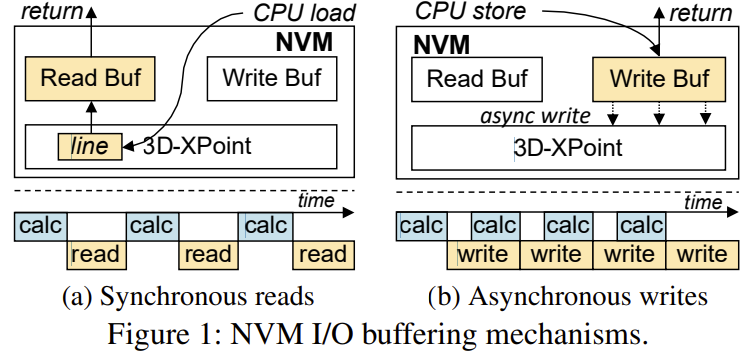 return
CPU load
NVM
Read Buf
Write Buf
line
3D-XPoint
time
calc
calc
calc
read
read
read
(a) Synchronous reads
CPU store
return
NVM
Read Buf
Write Buf
async write
3D-XPoint
time
calc
calc
calc
calc
write
write
write
write
(b) Asynchronous writes
Figure 1: NVM I/O buffering mechanisms.